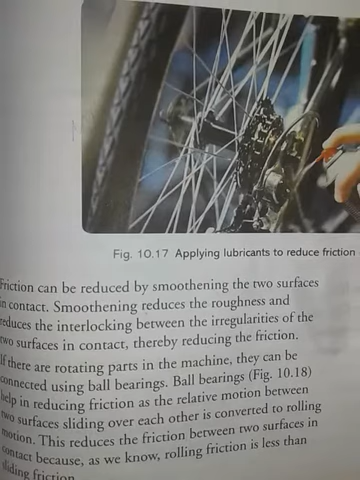 Fig. 10.17 Applying lubricants to reduce friction
Friction can be reduced by smoothening the two surfaces
in contact. Smoothening reduces the roughness and
reduces the interlocking between the irregularities of the
two surfaces in contact, thereby reducing the friction.
If there are rotating parts in the machine, they can be
connected using ball bearings. Ball bearings (Fig. 10.18)
help in reducing friction as the relative motion between
two surfaces sliding over each other is converted to rolling
motion. This reduces the friction between two surfaces in
contact because, as we know, rolling friction is less than
sliding friction